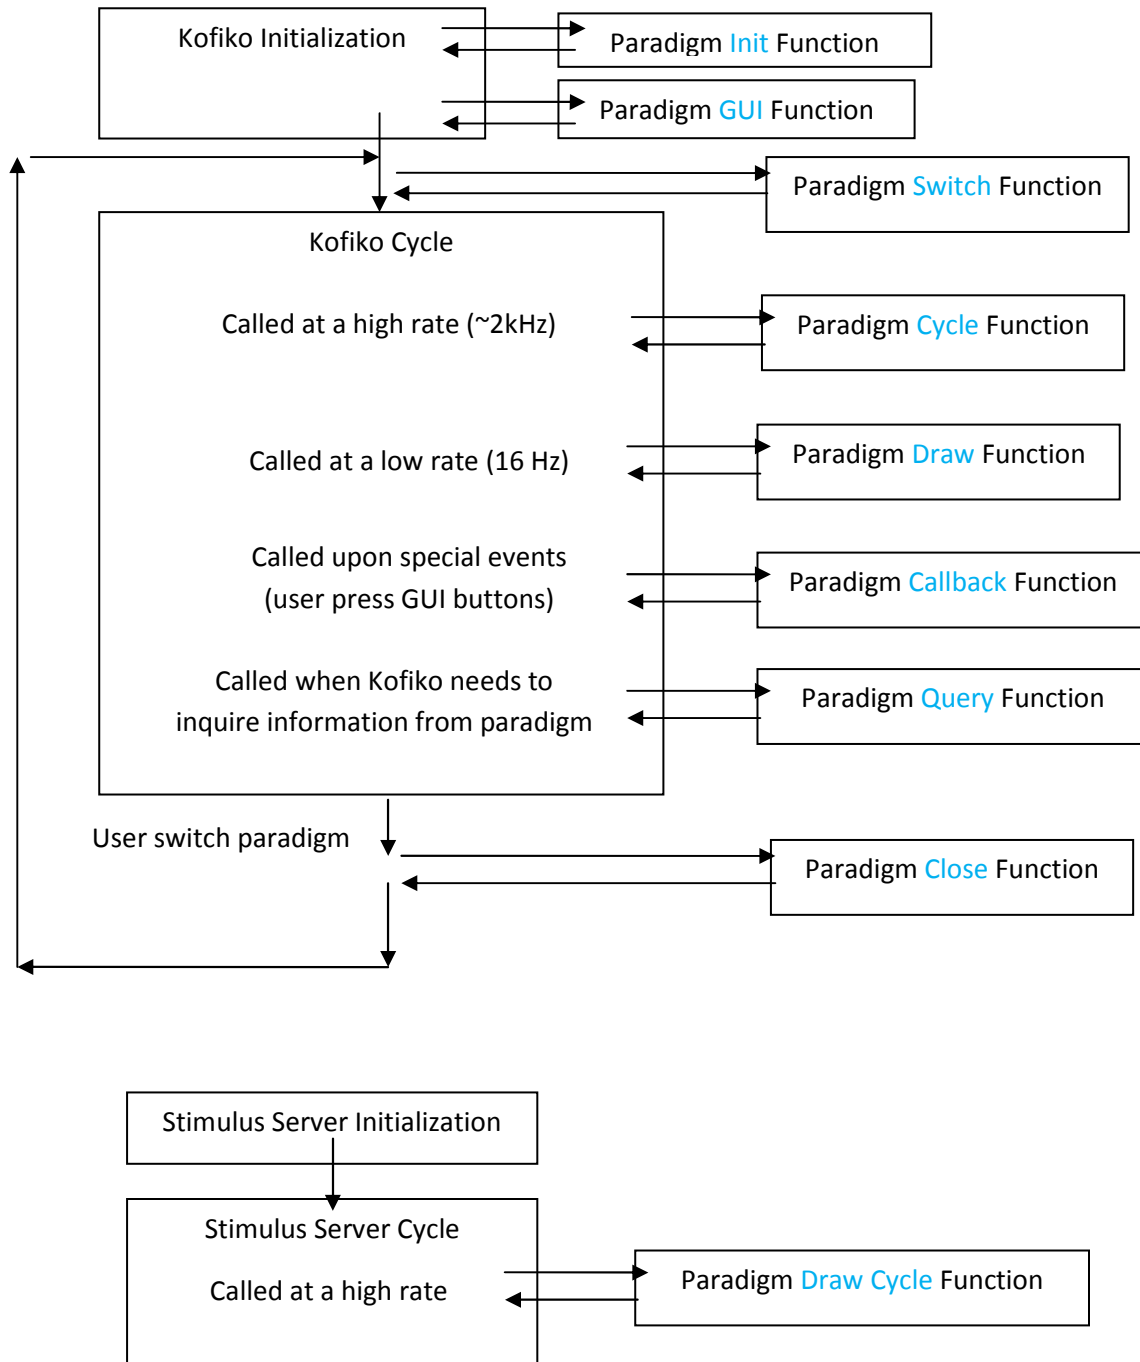 Kofiko Initialization
Paradigm Init Function
Paradigm GUI Function
Paradigm Switch Function
Kofiko Cycle
Called at a high rate (~2kHz)
Paradigm Cycle Function
Called at a low rate (16 Hz)
Paradigm Draw Function
Called upon special events
(user press GUI buttons)
Paradigm Callback Function
Called when Kofiko needs to
inquire information from paradigm
Paradigm Query Function
User switch paradigm
Paradigm Close Function
Stimulus Server Initialization
Stimulus Server Cycle
Called at a high rate
Paradigm Draw Cycle Function